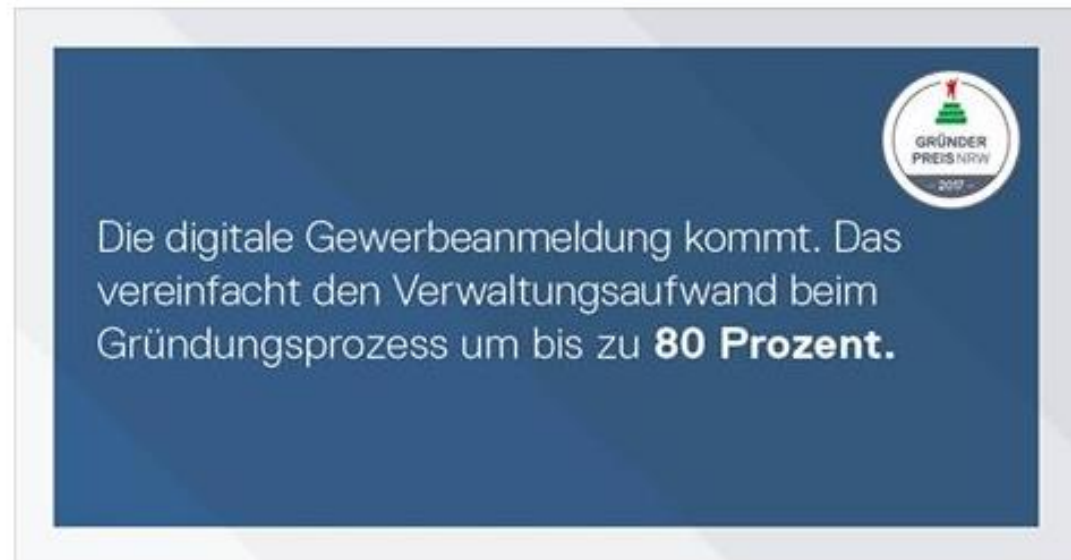 GRÜNDER
PREIS NRW
- 2017 -
Die digitale Gewerbeanmeldung kommt. Das
vereinfacht den Verwaltungsaufwand beim
Gründungsprozess um bis zu 80 Prozent.